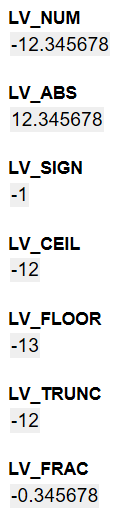 LV_NUM
-12.345678
LV_ABS
12.345678
LV_SIGN
-1
LV_CEIL
-12
LV_FLOOR
-13
LV_TRUNC
-12
LV_FRAC
-0.345678